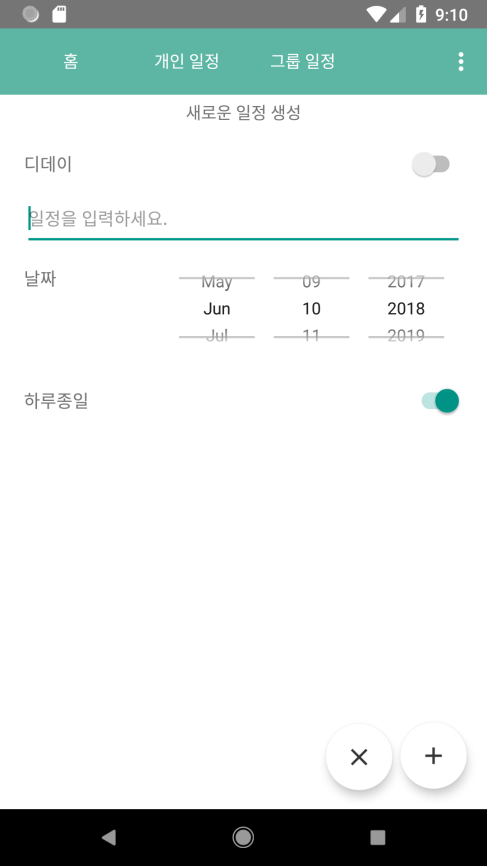 9:10
홈 개인 일정 그룹 일정
새로운 일정 생성
디데이
일정을 입력하세요.
날짜
May 09 2017
Jun 10 2018
Jul 11 2019
하루종일